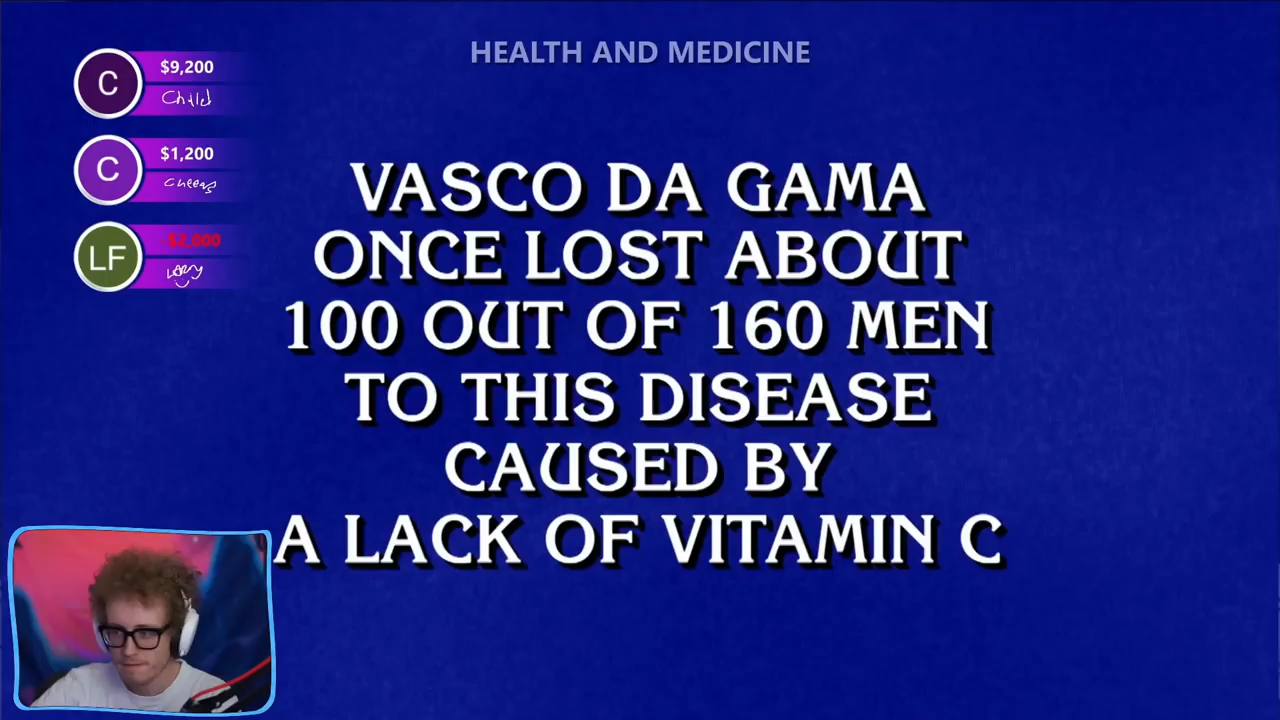 HEALTH AND MEDICINE
C
$9,200
Child
C
$1,200
cheers
LF
-$2,000
VASCO DA GAMA
ONCE LOST ABOUT
100 OUT OF 160 MEN
TO THIS DISEASE
CAUSED BY
A LACK OF VITAMIN C